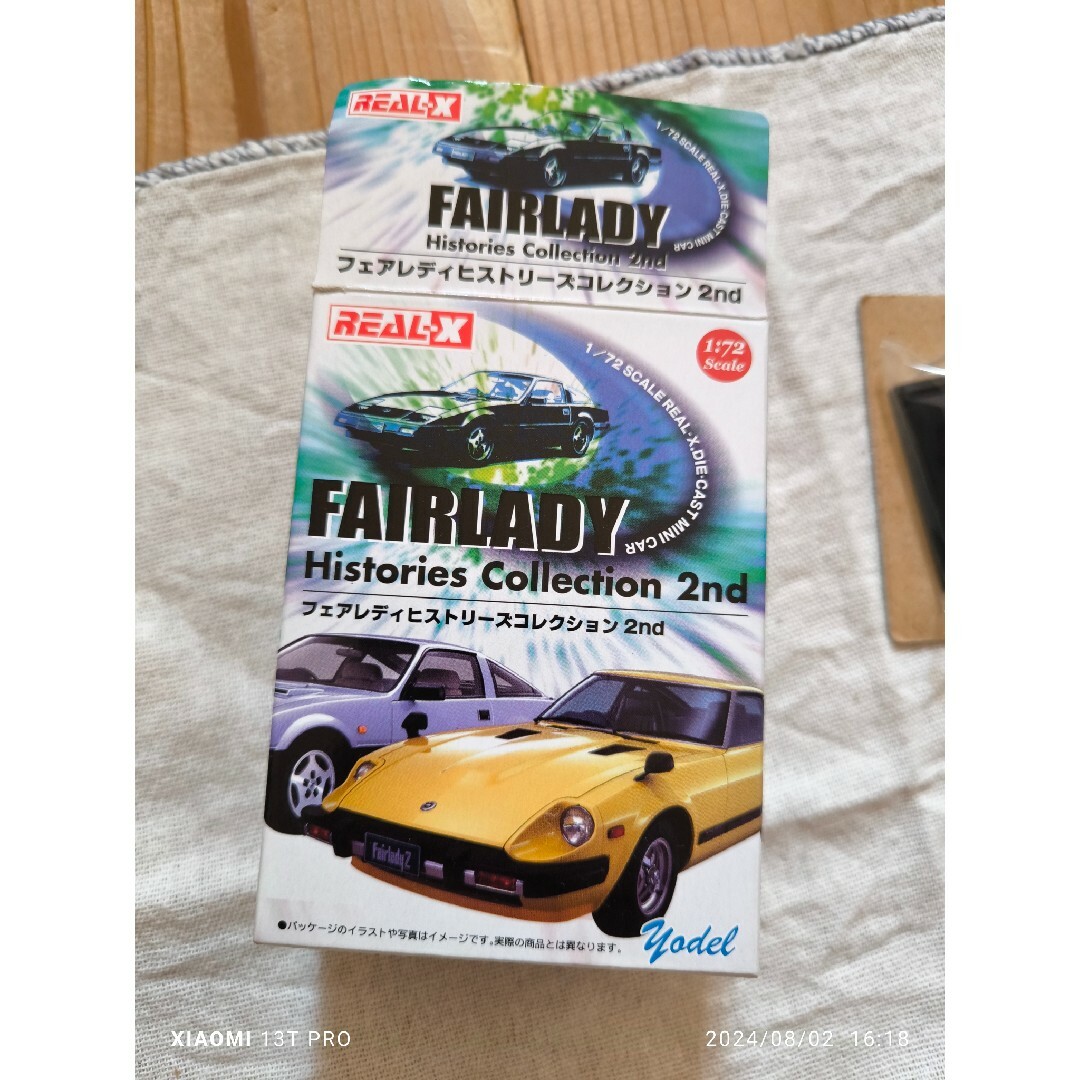 REAL-X
1/72 SCALE REAL-X.DIE-CAST MINI CAR
FAIRLADY
Histories Collection 2nd
フェアレディヒストリーズコレクション 2nd
REAL-X
1:72
Scale
1/72 SCALE REAL-X.DIE-CAST MINI CAR
FAIRLADY
Histories Collection 2nd
フェアレディヒストリーズコレクション 2nd
Fairlady Z
●パッケージのイラストや写真はイメージです。実際の商品とは異なります。
Yodel
XIAOMI 13T PRO
2024/08/02 16:18